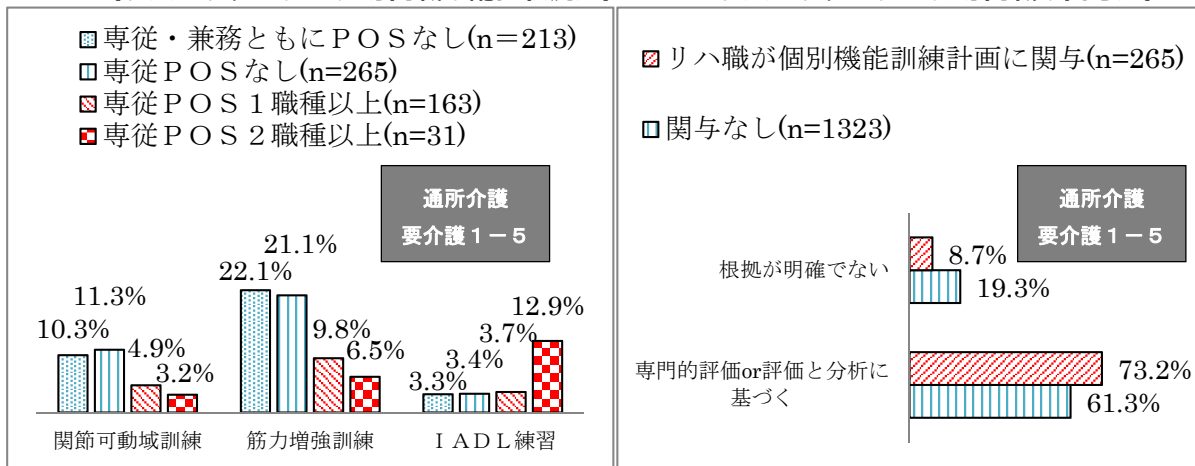 専従・兼務ともにＰＯＳなし(n＝213)
専従ＰＯＳなし(n=265)
専従ＰＯＳ１職種以上(n=163)
専従ＰＯＳ２職種以上(n=31)
通所介護
要介護１－５
10.3%
11.3%
4.9%
3.2%
22.1%
21.1%
9.8%
6.5%
3.3%
3.4%
3.7%
12.9%
関節可動域訓練
筋力増強訓練
ＩＡＤＬ練習
リハ職が個別機能訓練計画に関与(n=265)
関与なし(n=1323)
通所介護
要介護１－５
根拠が明確でない
8.7%
19.3%
専門的評価or評価と分析に
基づく
73.2%
61.3%